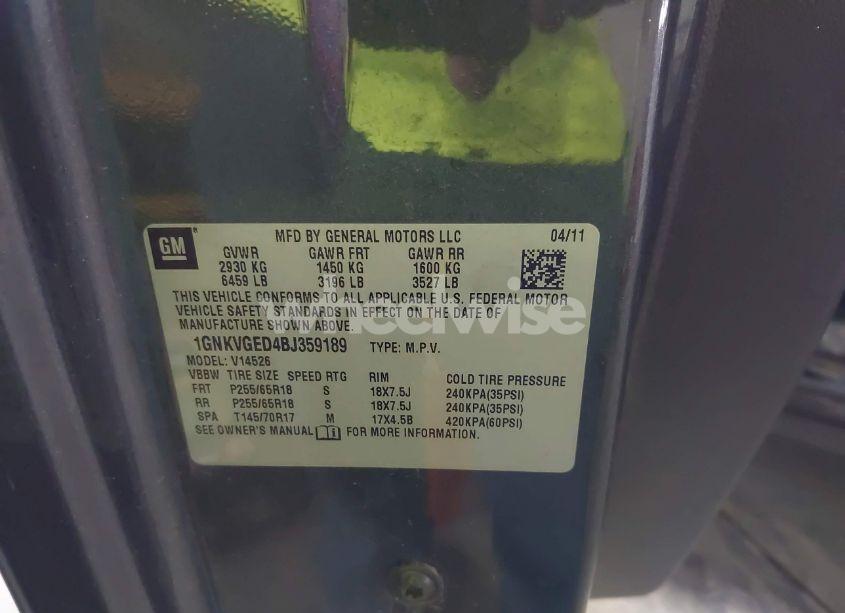 GM
MFD BY GENERAL MOTORS LLC 04/11
GVWR GAWR FRT GAWR RR
2930 KG 1450 KG 1600 KG
6459 LB 3196 LB 3527 LB
THIS VEHICLE CONFORMS TO ALL APPLICABLE U.S. FEDERAL MOTOR
VEHICLE SAFETY STANDARDS IN EFFECT ON THE DATE OF
MANUFACTURE SHOWN ABOVE.
wheelwise
1GNKVGED4BJ359189 TYPE: M.P.V.
MODEL: V14526
VBBW TIRE SIZE SPEED RTG RIM COLD TIRE PRESSURE
FRT P255/65R18 S 18X7.5J 240KPA(35PSI)
RR P255/65R18 S 18X7.5J 240KPA(35PSI)
SPA T145/70R17 M 17X4.5B 420KPA(60PSI)
SEE OWNER'S MANUAL FOR MORE INFORMATION.